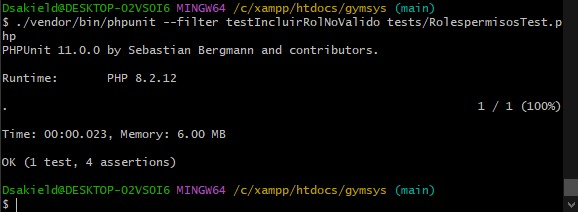 Dsakield@DESKTOP-02VSOI6 MINGW64 /c/xampp/htdocs/gymsys (main)
$ ./vendor/bin/phpunit --filter testIncluirRolNoValido tests/RolespermisosTest.p
hp
PHPUnit 11.0.0 by Sebastian Bergmann and contributors.
Runtime:       PHP 8.2.12
.                                                                   1 / 1 (100%)
Time: 00:00.023, Memory: 6.00 MB
OK (1 test, 4 assertions)
Dsakield@DESKTOP-02VSOI6 MINGW64 /c/xampp/htdocs/gymsys (main)
$